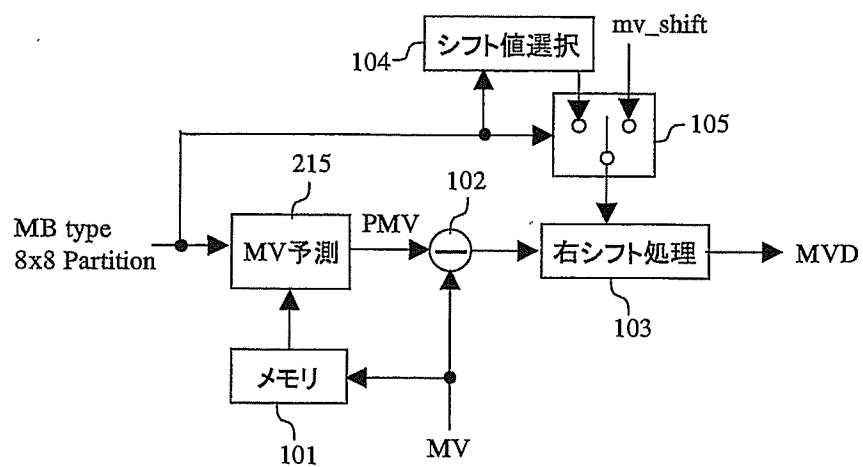 シフト値選択
mv_shift
104
105
215
102
MB type
8x8 Partition
MV予測
PMV
右シフト処理
MVD
103
メモリ
101
MV